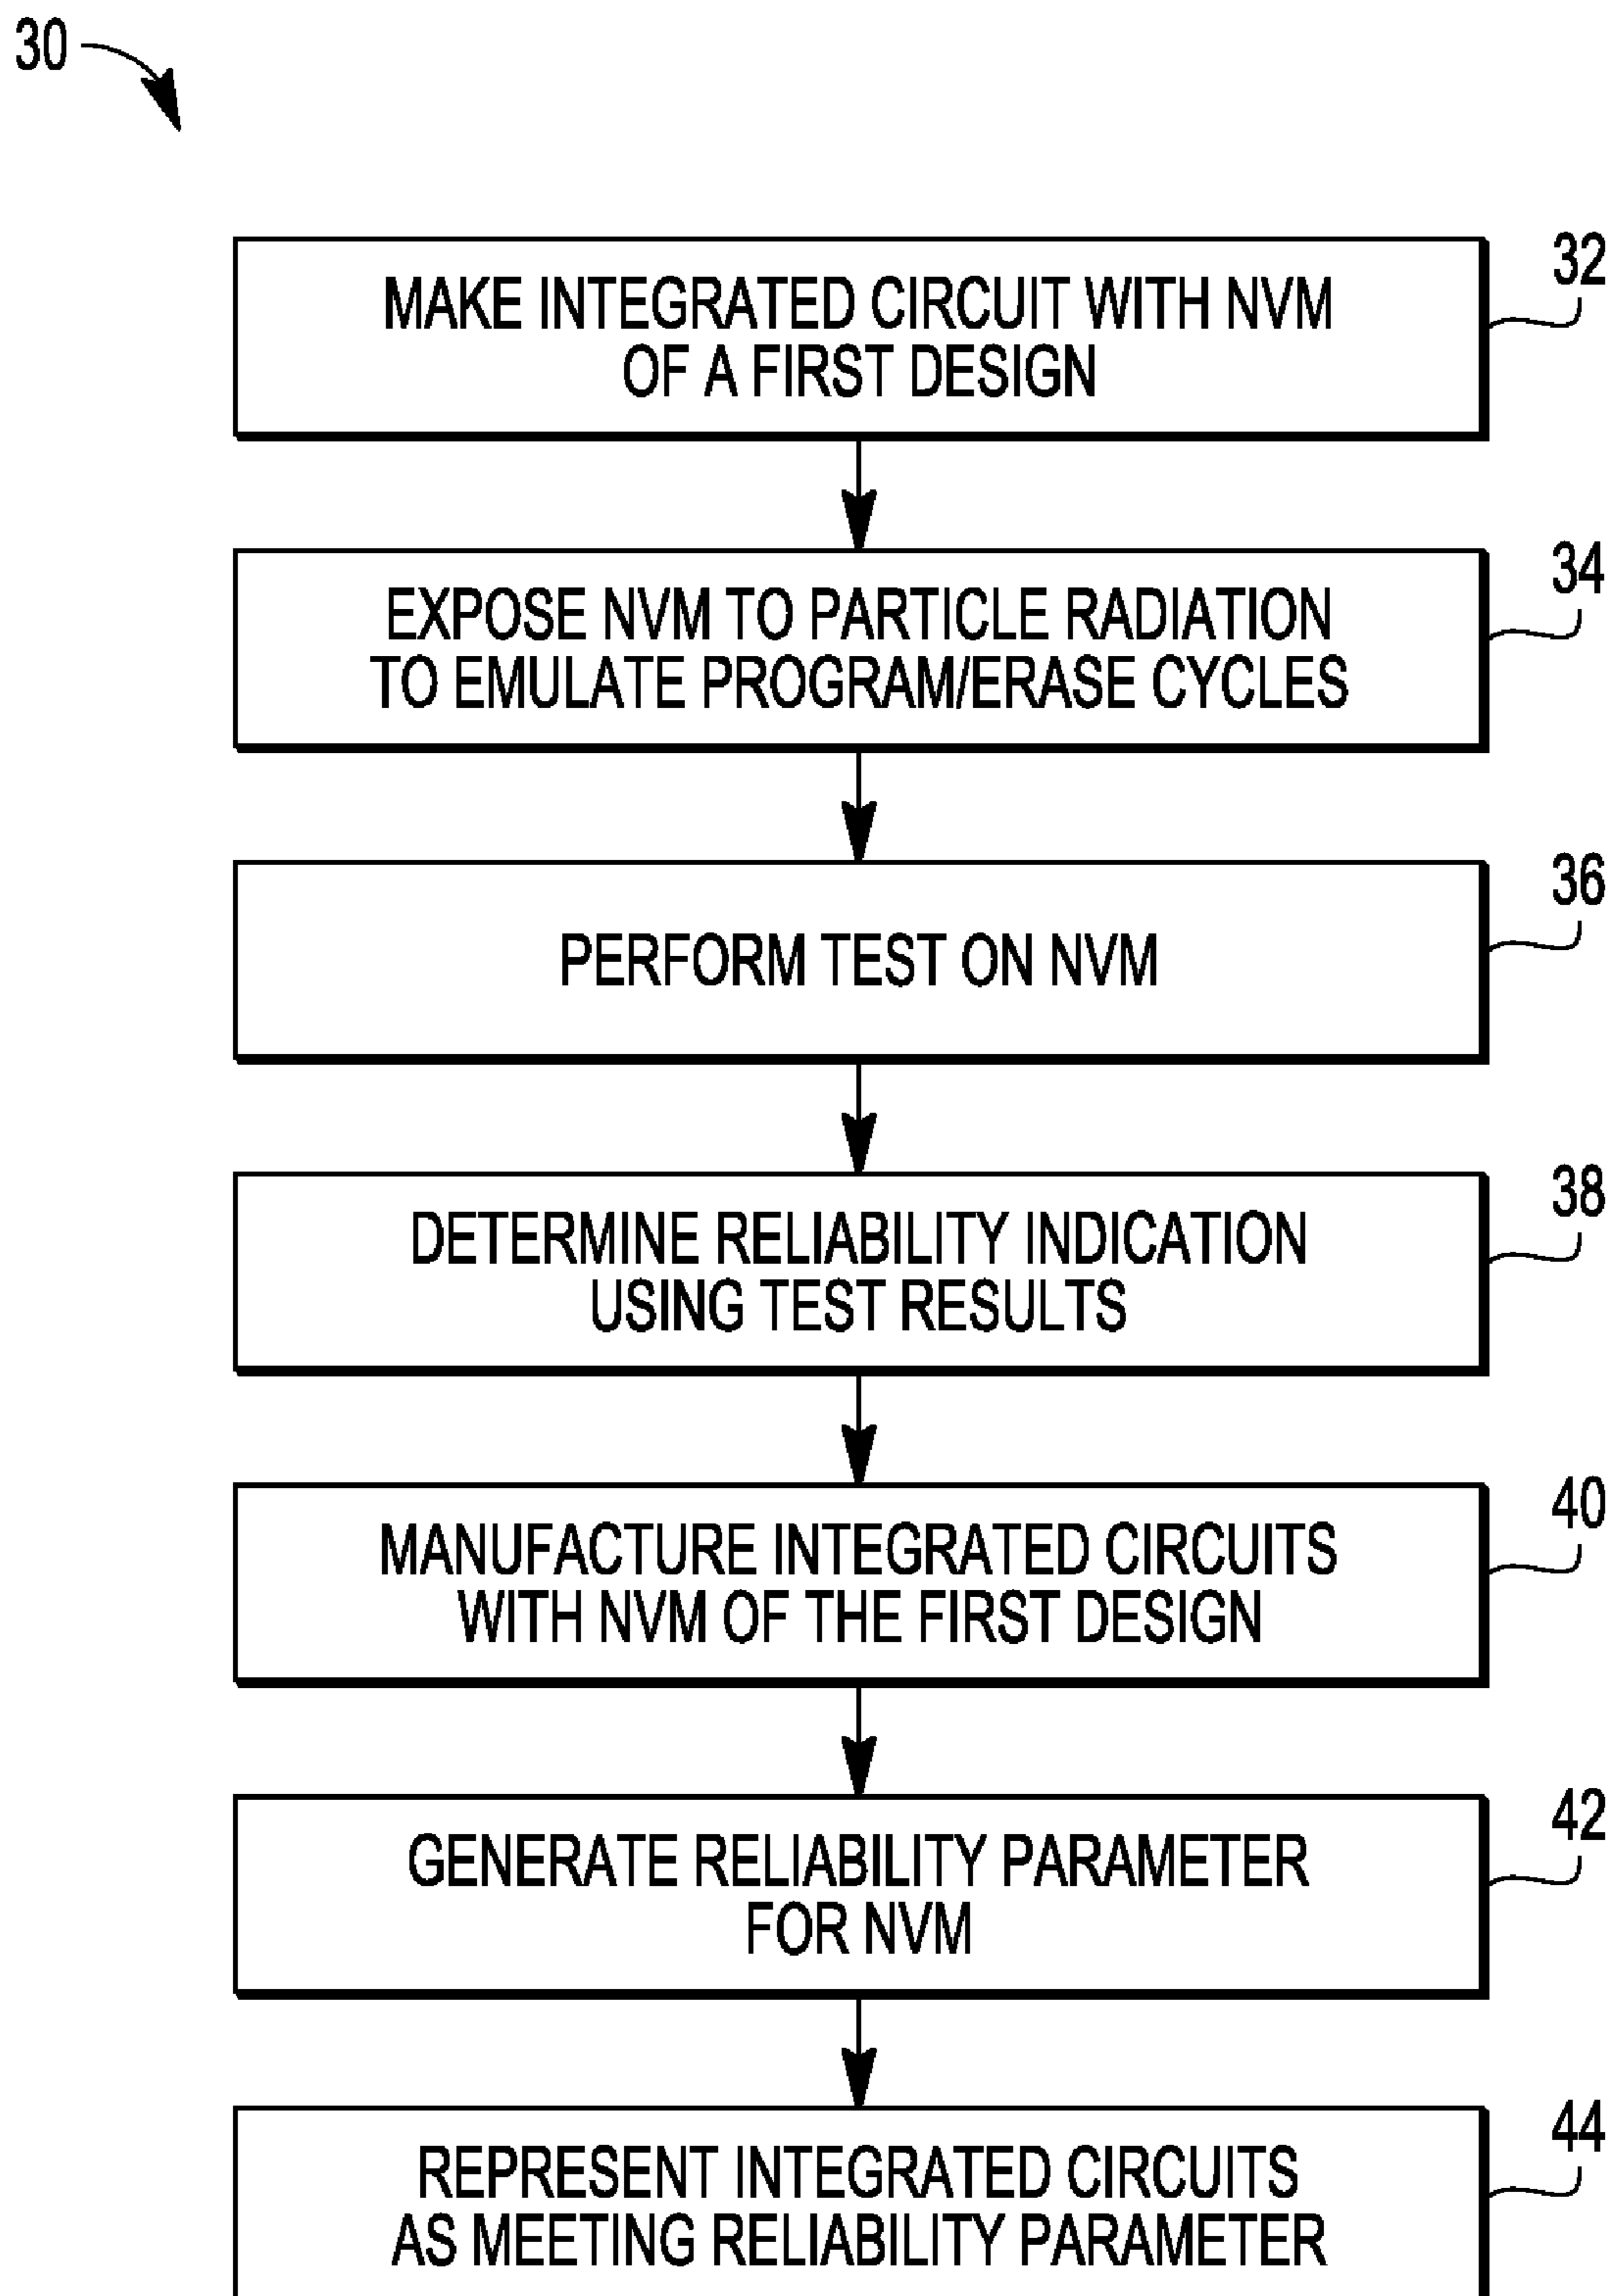 30
32
MAKE INTEGRATED CIRCUIT WITH NVM
OF A FIRST DESIGN
34
EXPOSE NVM TO PARTICLE RADIATION
TO EMULATE PROGRAM/ERASE CYCLES
36
PERFORM TEST ON NVM
38
DETERMINE RELIABILITY INDICATION
USING TEST RESULTS
40
MANUFACTURE INTEGRATED CIRCUITS
WITH NVM OF THE FIRST DESIGN
42
GENERATE RELIABILITY PARAMETER
FOR NVM
44
REPRESENT INTEGRATED CIRCUITS
AS MEETING RELIABILITY PARAMETER